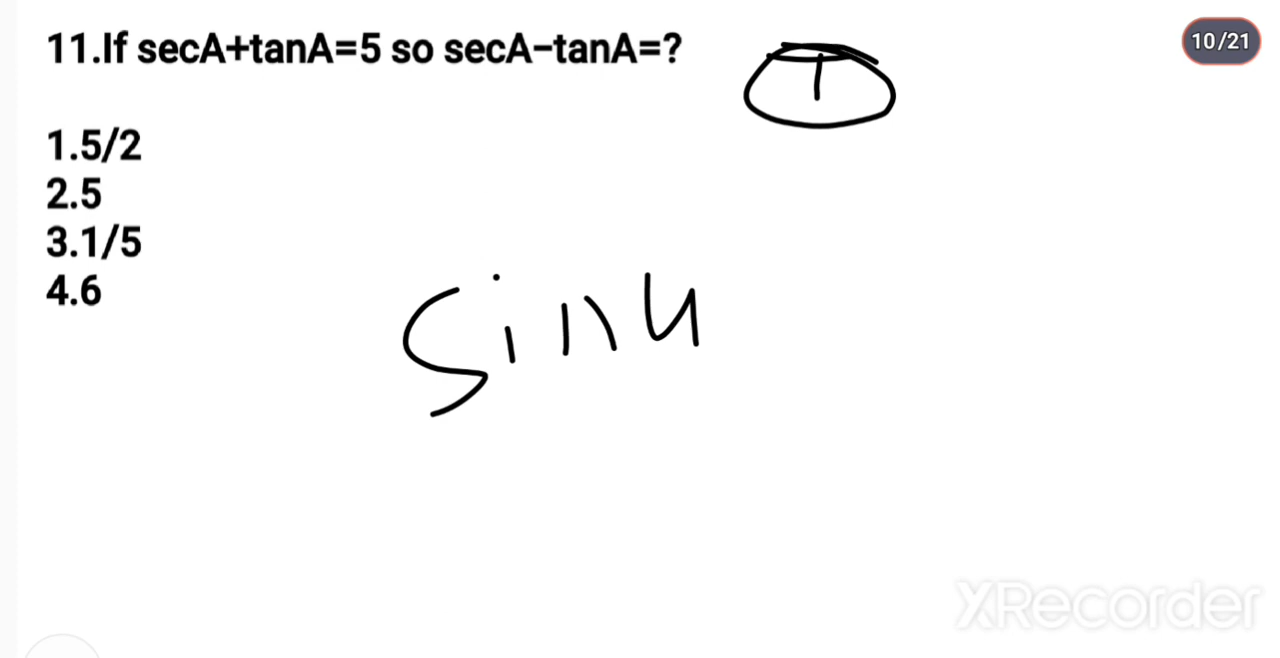 11.If secA+tanA=5 so secA−tanA=?
10/21
1.5/2
2.5
3.1/5
4.6
XRecorder